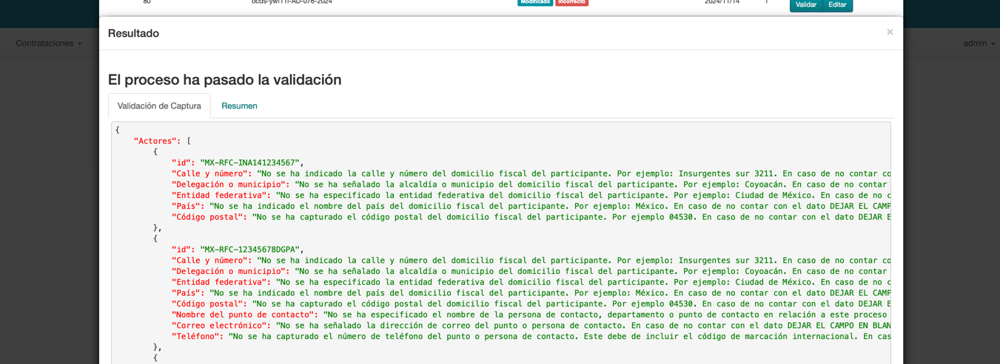 80 ocds-ywf11l-AD-076-2024 Modificado Incorrecto 2024/11/14 1 Validar Editar
Resultado ×
Contrataciones admin
El proceso ha pasado la validación
Validación de Captura Resumen
{
"Actores": [
{
"id": "MX-RFC-INA141234567",
"Calle y número": "No se ha indicado la calle y número del domicilio fiscal del participante. Por ejemplo: Insurgentes sur 3211. En caso de no contar co
"Delegación o municipio": "No se ha señalado la alcaldía o municipio del domicilio fiscal del participante. Por ejemplo: Coyoacán. En caso de no contar
"Entidad federativa": "No se ha especificado la entidad federativa del domicilio fiscal del participante. Por ejemplo: Ciudad de México. En caso de no c
"País": "No se ha indicado el nombre del país del domicilio fiscal del participante. Por ejemplo: México. En caso de no contar con el dato DEJAR EL CAMP
"Código postal": "No se ha capturado el código postal del domicilio fiscal del participante. Por ejemplo 04530. En caso de no contar con el dato DEJAR E
},
{
"id": "MX-RFC-12345678DGPA",
"Calle y número": "No se ha indicado la calle y número del domicilio fiscal del participante. Por ejemplo: Insurgentes sur 3211. En caso de no contar co
"Delegación o municipio": "No se ha señalado la alcaldía o municipio del domicilio fiscal del participante. Por ejemplo: Coyoacán. En caso de no contar
"Entidad federativa": "No se ha especificado la entidad federativa del domicilio fiscal del participante. Por ejemplo: Ciudad de México. En caso de no c
"País": "No se ha indicado el nombre del país del domicilio fiscal del participante. Por ejemplo: México. En caso de no contar con el dato DEJAR EL CAMP
"Código postal": "No se ha capturado el código postal del domicilio fiscal del participante. Por ejemplo 04530. En caso de no contar con el dato DEJAR E
"Nombre del punto de contacto": "No se ha especificado el nombre de la persona de contacto, departamento o punto de contacto en relación a este proceso
"Correo electrónico": "No se ha señalado la dirección de correo del punto o persona de contacto. En caso de no contar con el dato DEJAR EL CAMPO EN BLAN
"Teléfono": "No se ha capturado el número de teléfono del punto o persona de contacto. Este debe de incluir el código de marcación internacional. En cas
},
{